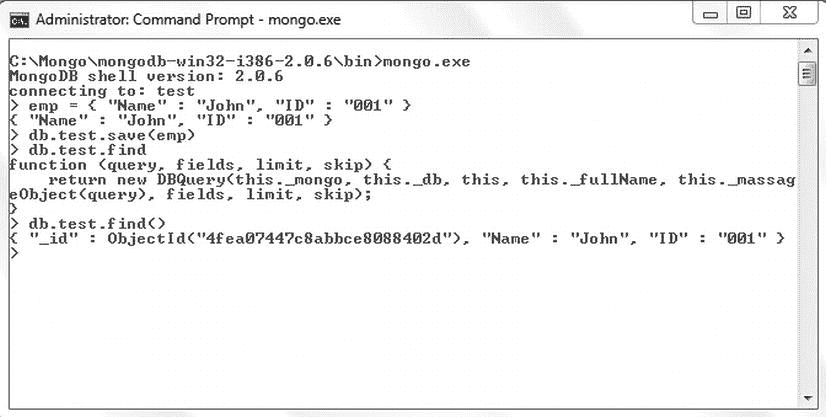 Administrator: Command Prompt - mongo.exe
C:\Mongo\mongodb-win32-i386-2.0.6\bin>mongo.exe
MongoDB shell version: 2.0.6
connecting to: test
> emp = { "Name" : "John", "ID" : "001" }
{ "Name" : "John", "ID" : "001" }
> db.test.save(emp)
> db.test.find
function (query, fields, limit, skip) {
    return new DBQuery(this._mongo, this._db, this, this._fullName, this._massag
eObject(query), fields, limit, skip);
}
> db.test.find()
{ "_id" : ObjectId("4fea07447c8abbce8088402d"), "Name" : "John", "ID" : "001" }
>